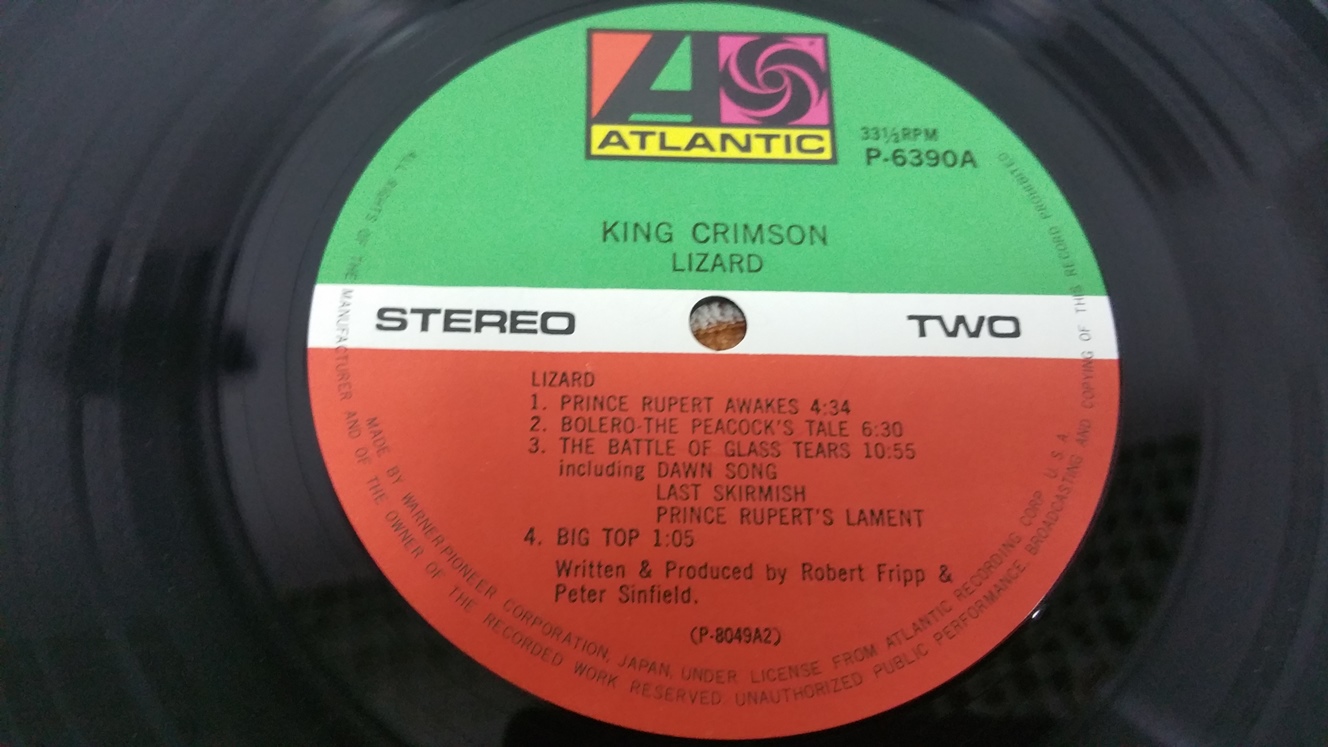 ATLANTIC
33⅓RPM
P-6390A
KING CRIMSON
LIZARD
STEREO
TWO
LIZARD
1. PRINCE RUPERT AWAKES 4:34
2. BOLERO-THE PEACOCK'S TALE 6:30
3. THE BATTLE OF GLASS TEARS 10:55
including DAWN SONG
LAST SKIRMISH
PRINCE RUPERT'S LAMENT
4. BIG TOP 1:05
Written & Produced by Robert Fripp &
Peter Sinfield.
(P-8049A2)
MADE BY WARNER-PIONEER CORPORATION, JAPAN, UNDER LICENSE FROM ATLANTIC RECORDING CORP. U. S. A.
ALL RIGHTS OF THE MANUFACTURER AND OF THE OWNER OF THE RECORDED WORK RESERVED. UNAUTHORIZED PUBLIC PERFORMANCE, BROADCASTING AND COPYING OF THIS RECORD PROHIBITED